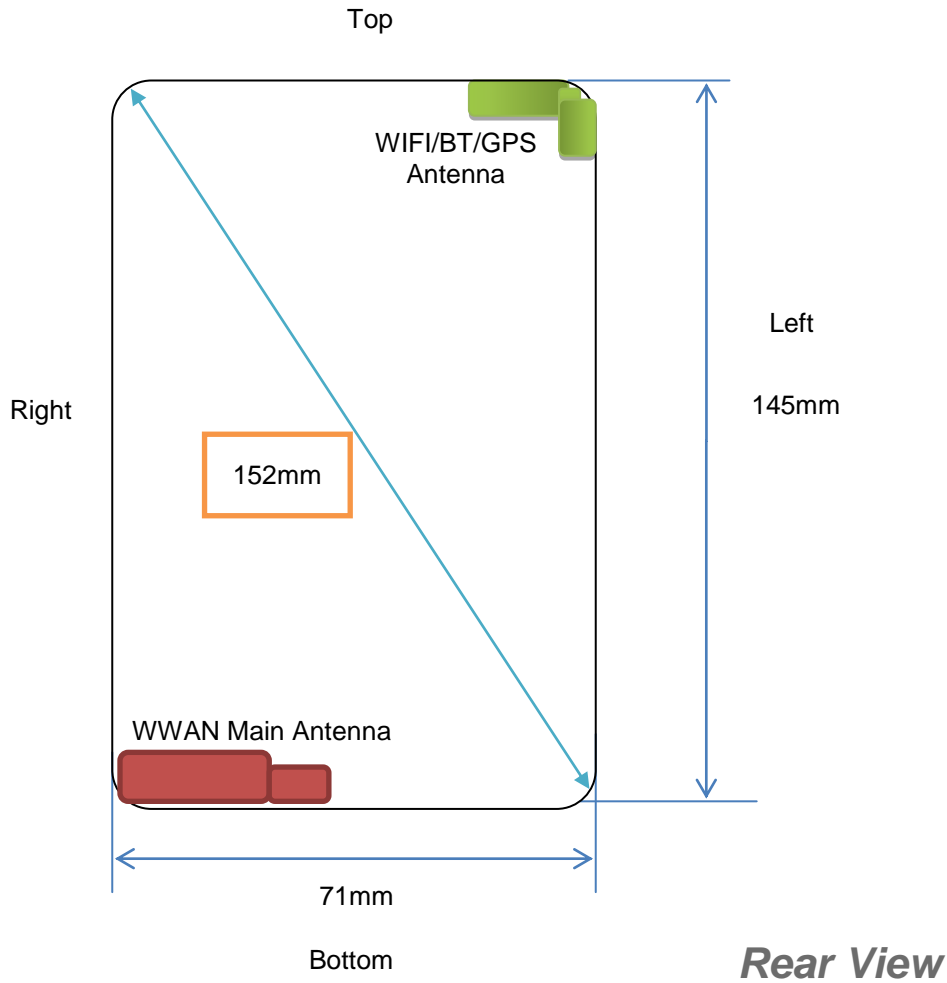 Top
WIFI/BT/GPS
Antenna
Left
145mm
Right
152mm
WWAN Main Antenna
71mm
Bottom
Rear View